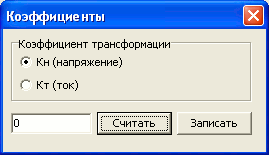 Коэффициенты
Коэффициент трансформации
Кн (напряжение)
Кт (ток)
0
Считать
Записать